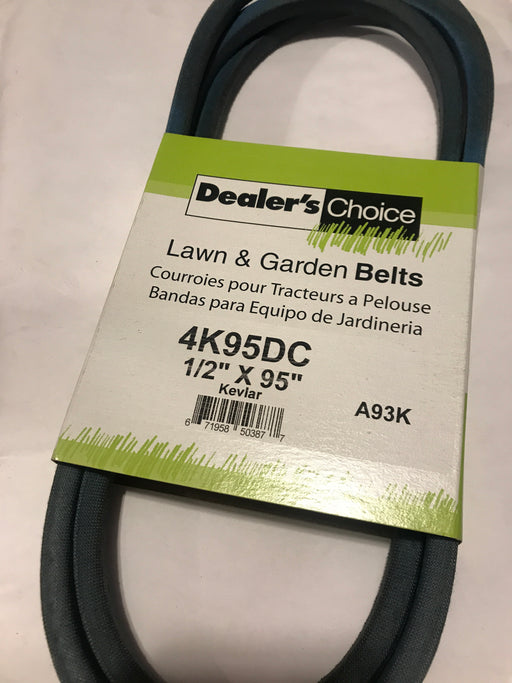 Dealer's Choice
Lawn & Garden Belts
Courroies pour Tracteurs a Pelouse
Bandas para Equipo de Jardineria
4K95DC
1/2" X 95"
Kevlar
A93K
6 71958 50387 7